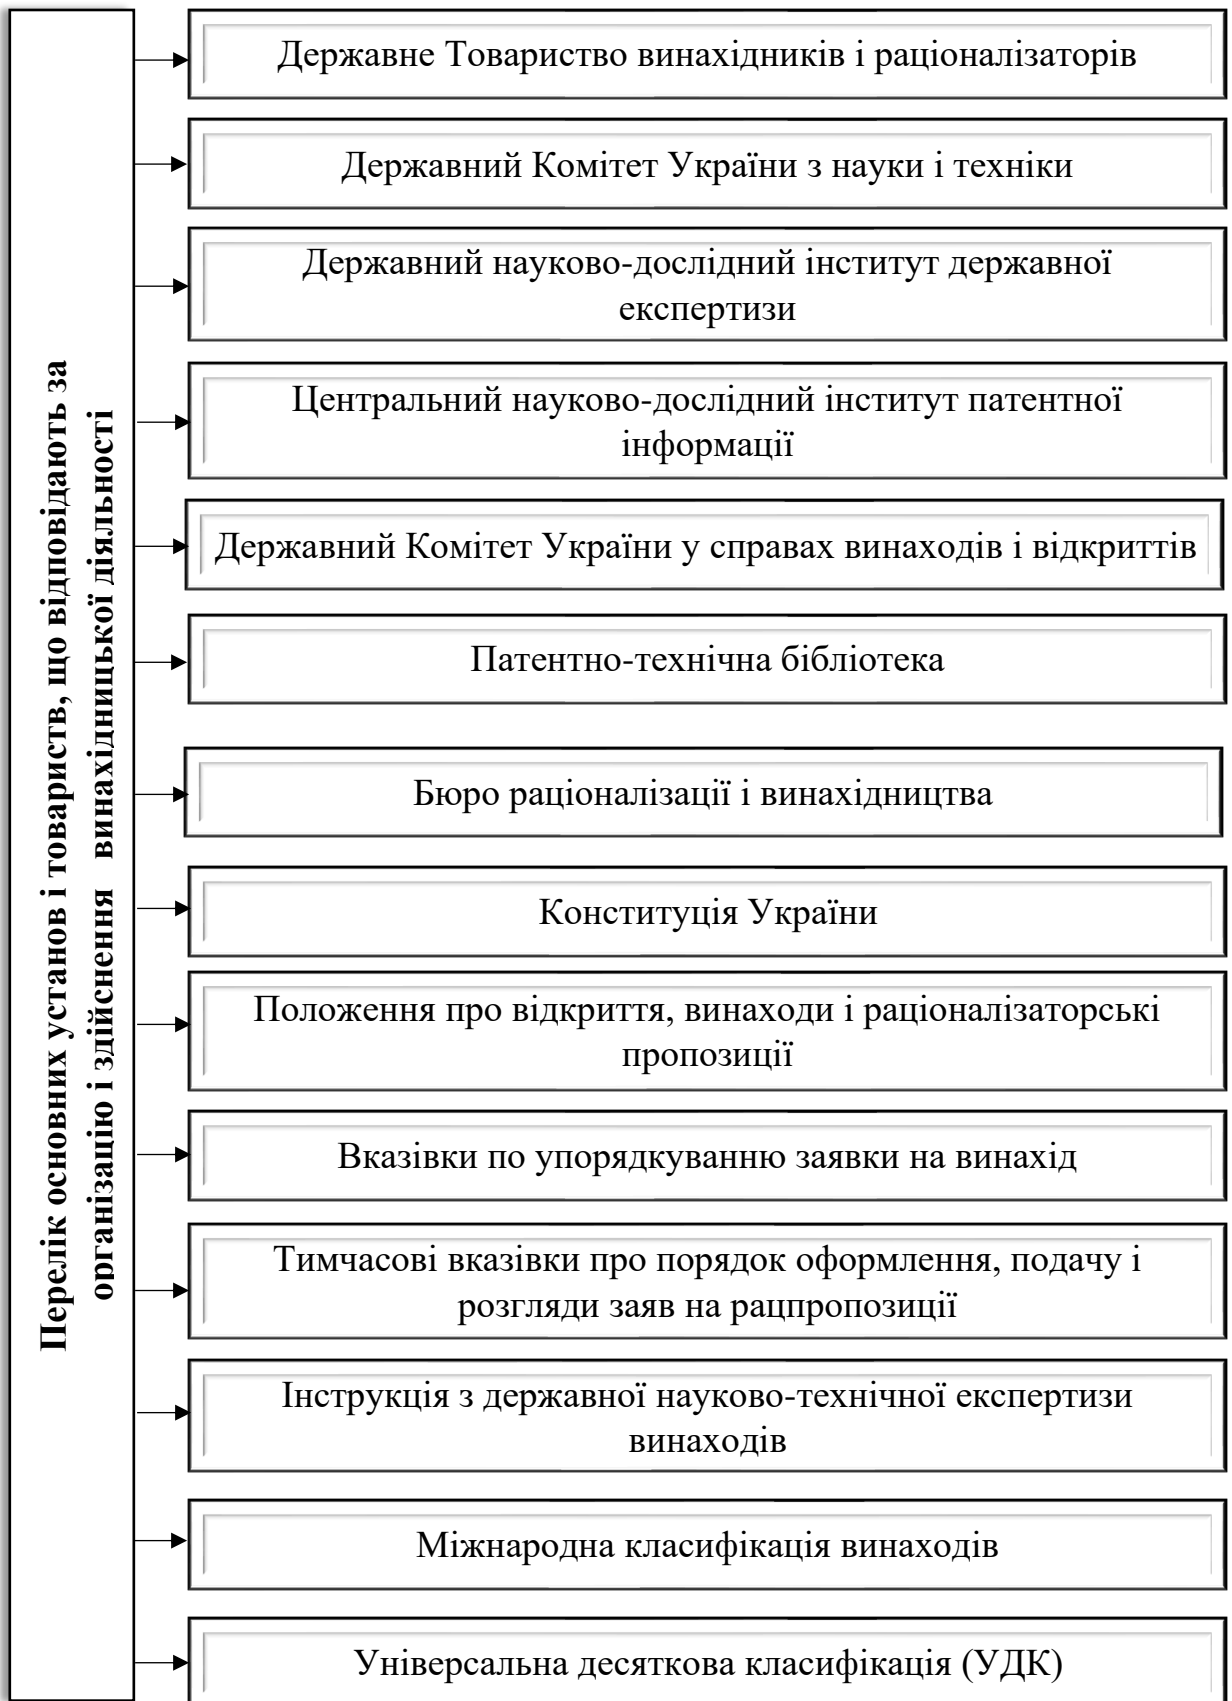 Перелік основних установ і товариств, що відповідають за
організацію і здійснення винахідницької діяльності
Державне Товариство винахідників і раціоналізаторів
Державний Комітет України з науки і техніки
Державний науково-дослідний інститут державної
експертизи
Центральний науково-дослідний інститут патентної
інформації
Державний Комітет України у справах винаходів і відкриттів
Патентно-технічна бібліотека
Бюро раціоналізації і винахідництва
Конституція України
Положення про відкриття, винаходи і раціоналізаторські
пропозиції
Вказівки по упорядкуванню заявки на винахід
Тимчасові вказівки про порядок оформлення, подачу і
розгляди заяв на рацпропозиції
Інструкція з державної науково-технічної експертизи
винаходів
Міжнародна класифікація винаходів
Універсальна десяткова класифікація (УДК)